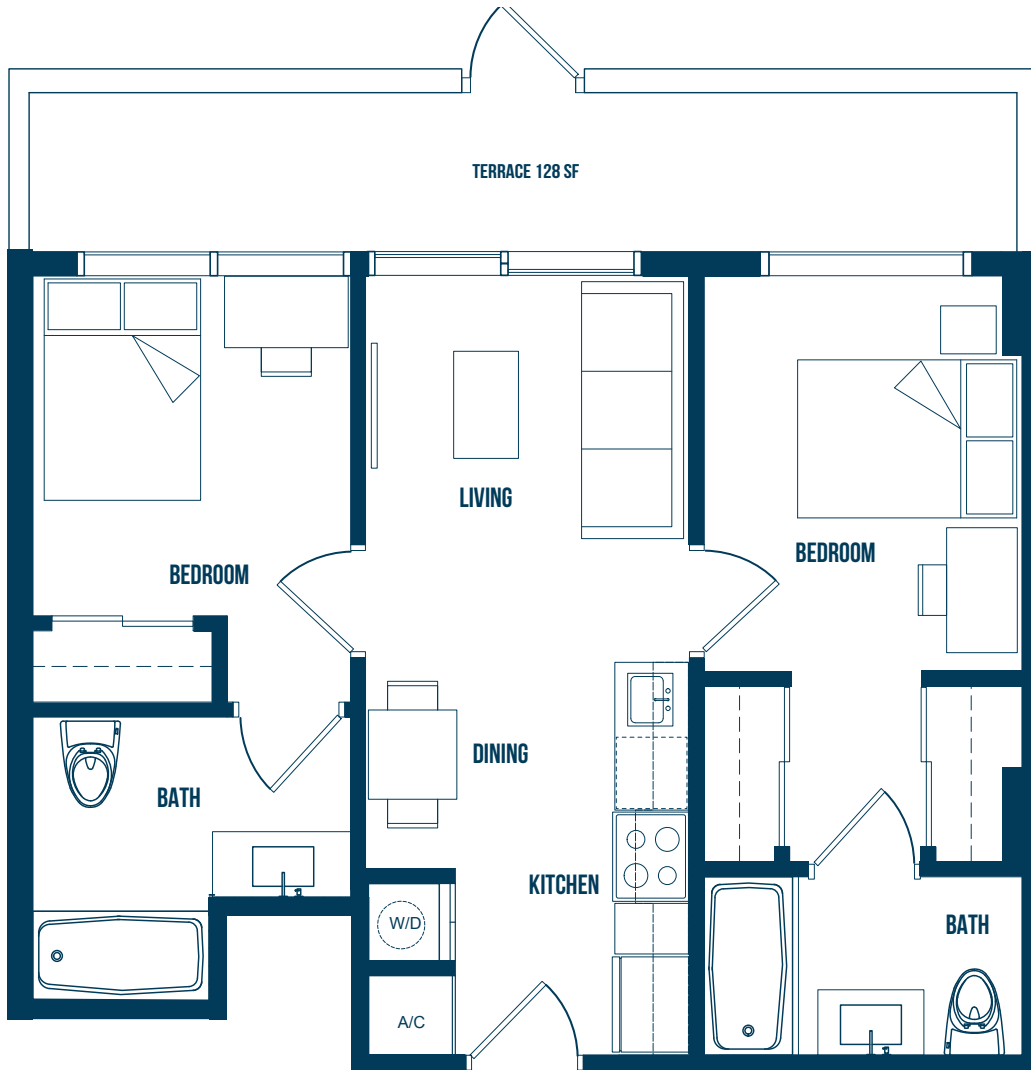 TERRACE 128 SF
LIVING
BEDROOM
BEDROOM
DINING
BATH
KITCHEN
W/D
BATH
A/C